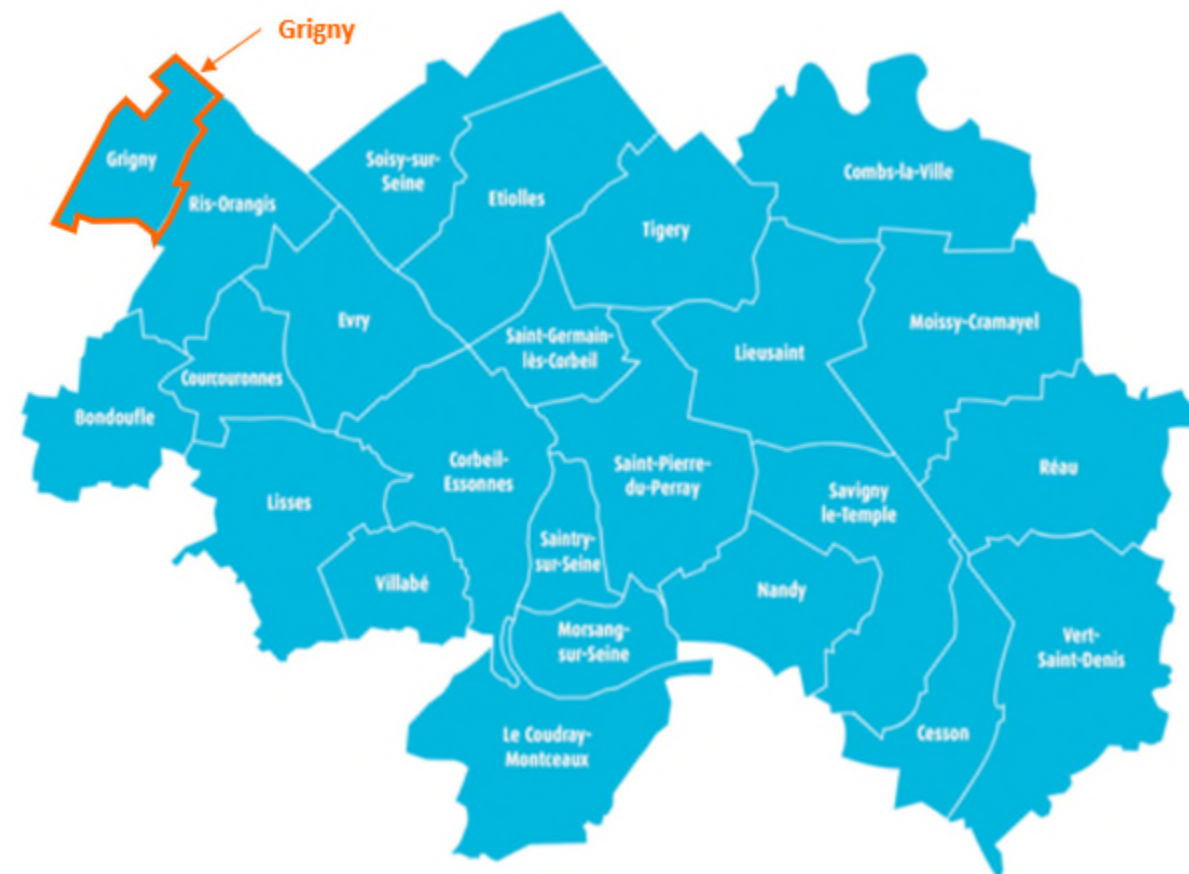 Grigny
Grigny
Soisy-sur-
Seine
Etiolles
Combs-la-Ville
Ris-Orangis
Tigery
Evry
Saint-Germain-
lès-Corbeil
Lieusaint
Moissy-Cramayel
Courcouronnes
Bondoufle
Corbeil-
Essonnes
Saint-Pierre-
du-Perray
Savigny
le-Temple
Réau
Lisses
Saintry-
sur-Seine
Villabé
Nandy
Morsang-
sur-Seine
Vert-
Saint-Denis
Le Coudray-
Montceaux
Cesson